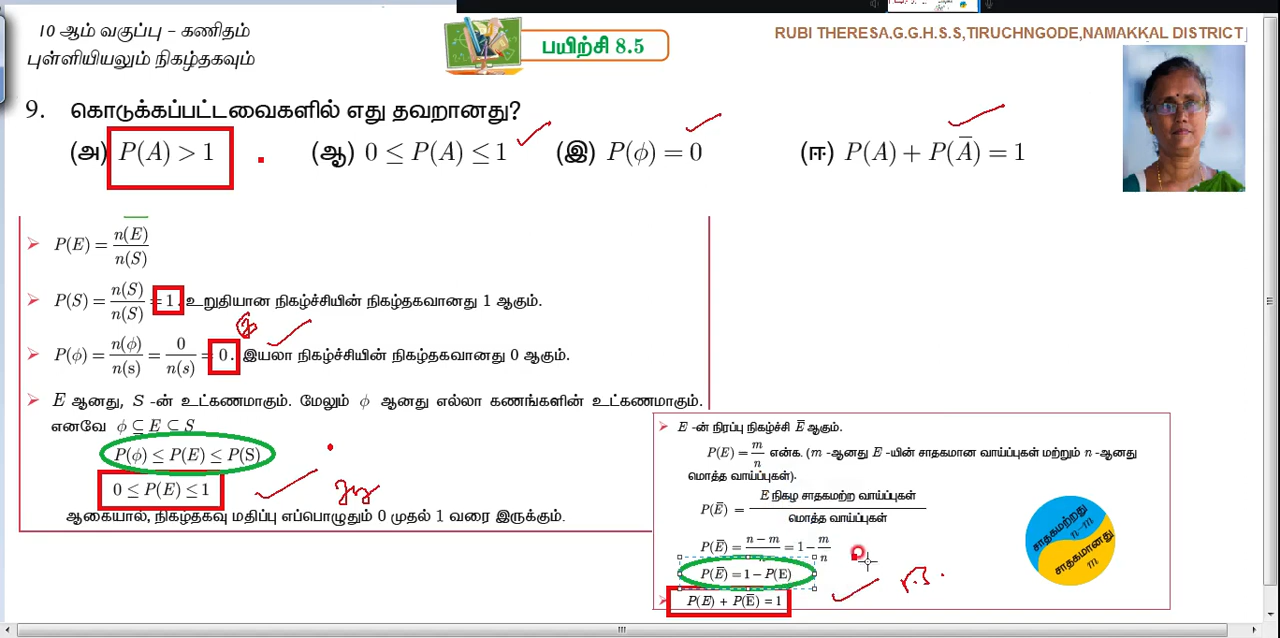 10 ஆம் வகுப்பு – கணிதம்
புள்ளியியலும் நிகழ்தகவும்
பயிற்சி 8.5
RUBI THERESA,G.G.H.S.S,TIRUCHNGODE,NAMAKKAL DISTRICT
9. கொடுக்கப்பட்டவைகளில் எது தவறானது?
(அ) P(A) > 1 (ஆ) 0 ≤ P(A) ≤ 1 (இ) P(ϕ) = 0 (ஈ) P(A) + P(A̅) = 1
➢ P(E) = n(E)/n(S)
➢ P(S) = n(S)/n(S) = 1. உறுதியான நிகழ்ச்சியின் நிகழ்தகவானது 1 ஆகும்.
➢ P(ϕ) = n(ϕ)/n(s) = 0/n(s) = 0. இயலா நிகழ்ச்சியின் நிகழ்தகவானது 0 ஆகும்.
➢ E ஆனது, S -ன் உட்கணமாகும். மேலும் ϕ ஆனது எல்லா கணங்களின் உட்கணமாகும்.
எனவே ϕ ⊆ E ⊆ S
P(ϕ) ≤ P(E) ≤ P(S)
0 ≤ P(E) ≤ 1
ஆகையால், நிகழ்தகவு மதிப்பு எப்பொழுதும் 0 முதல் 1 வரை இருக்கும்.
➢ E -ன் நிரப்பு நிகழ்ச்சி E̅ ஆகும்.
P(E) = m/n என்க. (m -ஆனது E -யின் சாதகமான வாய்ப்புகள் மற்றும் n -ஆனது
மொத்த வாய்ப்புகள்).
P(E̅) = E நிகழ சாதகமற்ற வாய்ப்புகள் / மொத்த வாய்ப்புகள்
P(E̅) = n − m/n = 1 − m/n
P(E̅) = 1 − P(E)
➢ P(E) + P(E̅) = 1
சாதகமற்றது
n−m
சாதகமானது
m